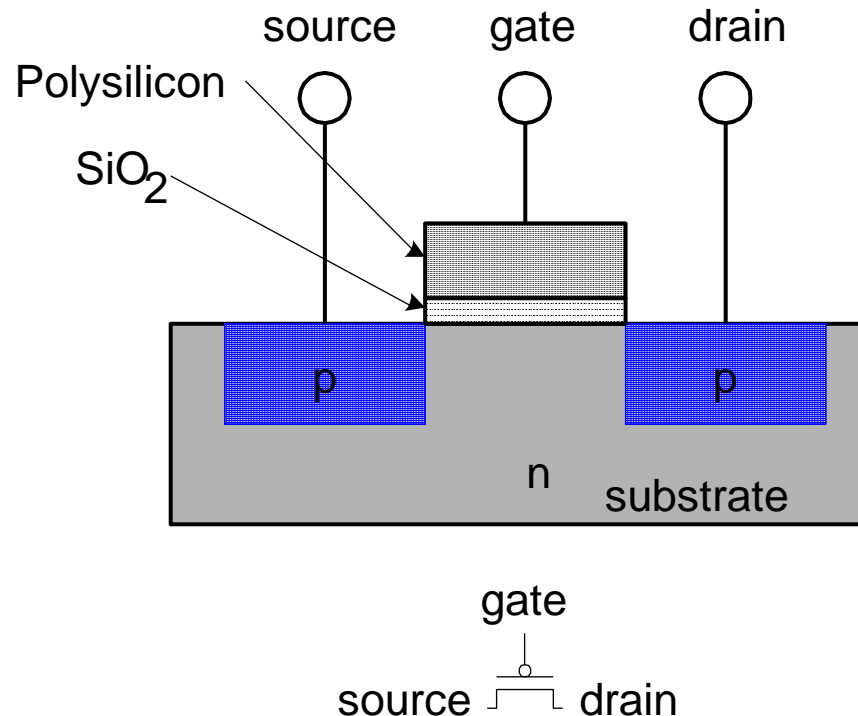 source gate drain
Polysilicon
SiO2
p p
n
substrate
gate
source drain